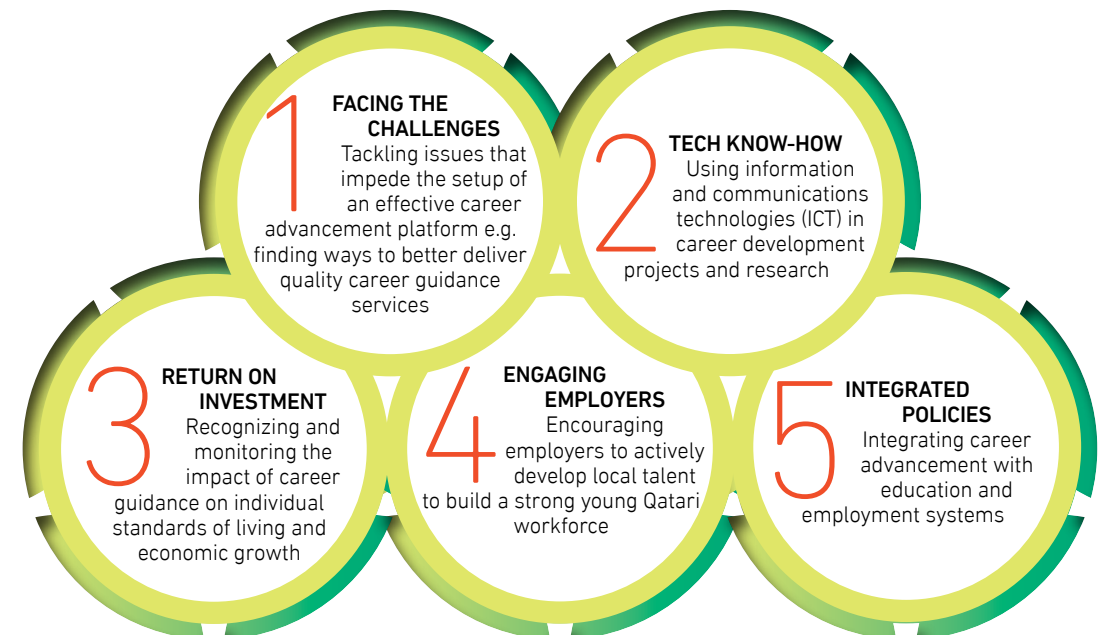 1
FACING THE
CHALLENGES
Tackling issues that
impede the setup of
an effective career
advancement platform e.g.
finding ways to better deliver
quality career guidance
services
2
TECH KNOW-HOW
Using information
and communications
technologies (ICT) in
career development
projects and research
3
RETURN ON
INVESTMENT
Recognizing and
monitoring the
impact of career
guidance on individual
standards of living and
economic growth
4
ENGAGING
EMPLOYERS
Encouraging
employers to actively
develop local talent
to build a strong young Qatari
workforce
5
INTEGRATED
POLICIES
Integrating career
advancement with
education and
employment systems